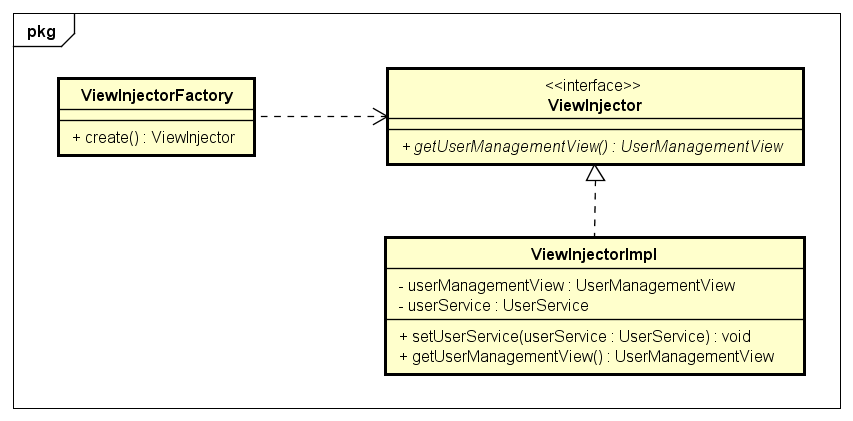 pkg
ViewInjectorFactory
+ create() : ViewInjector
<<interface>>
ViewInjector
+ getUserManagementView() : UserManagementView
ViewInjectorImpl
- userManagementView : UserManagementView
- userService : UserService
+ setUserService(userService : UserService) : void
+ getUserManagementView() : UserManagementView